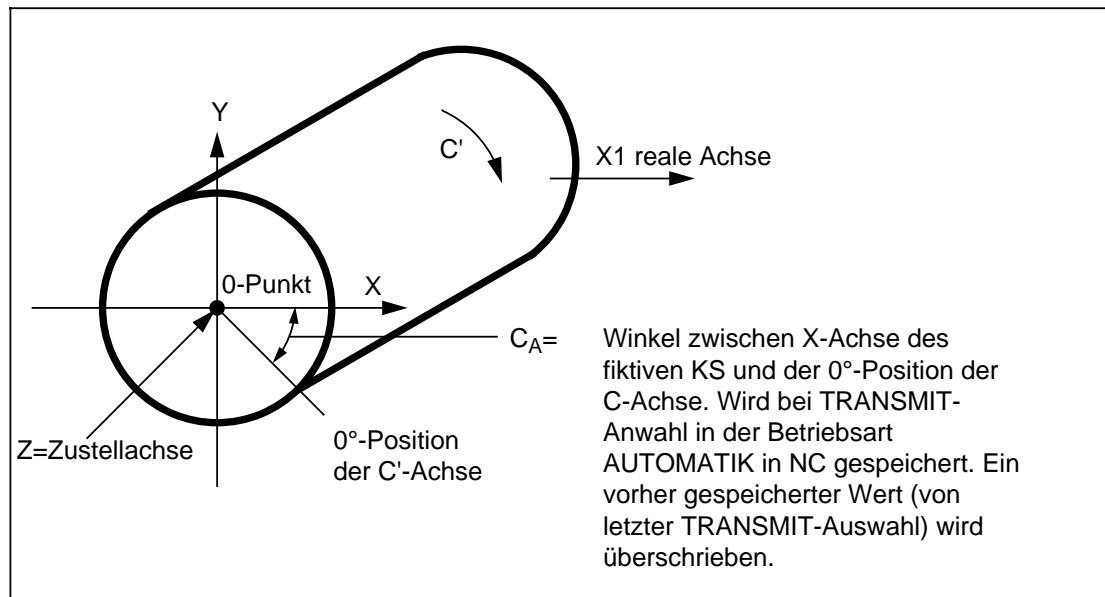 Y
C'
X1 reale Achse
0-Punkt
X
C_A=
Winkel zwischen X-Achse des
fiktiven KS und der 0°-Position der
C-Achse. Wird bei TRANSMIT-
Anwahl in der Betriebsart
AUTOMATIK in NC gespeichert. Ein
vorher gespeicherter Wert (von
letzter TRANSMIT-Auswahl) wird
überschrieben.
Z=Zustellachse
0°-Position
der C'-Achse